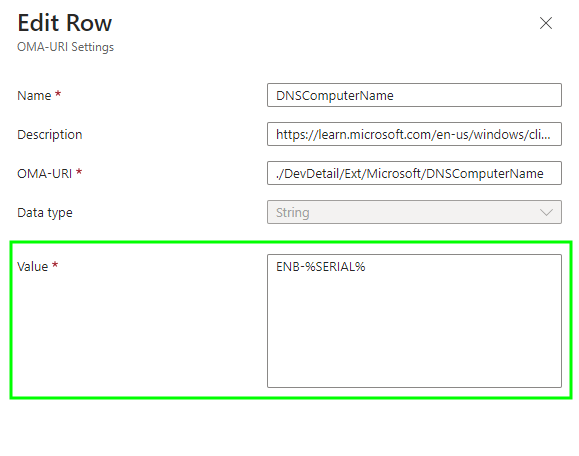 Edit Row
OMA-URI Settings
Name *
DNSComputerName
Description
https://learn.microsoft.com/en-us/windows/cli...
OMA-URI *
./DevDetail/Ext/Microsoft/DNSComputerName
Data type
String
Value *
ENB-%SERIAL%